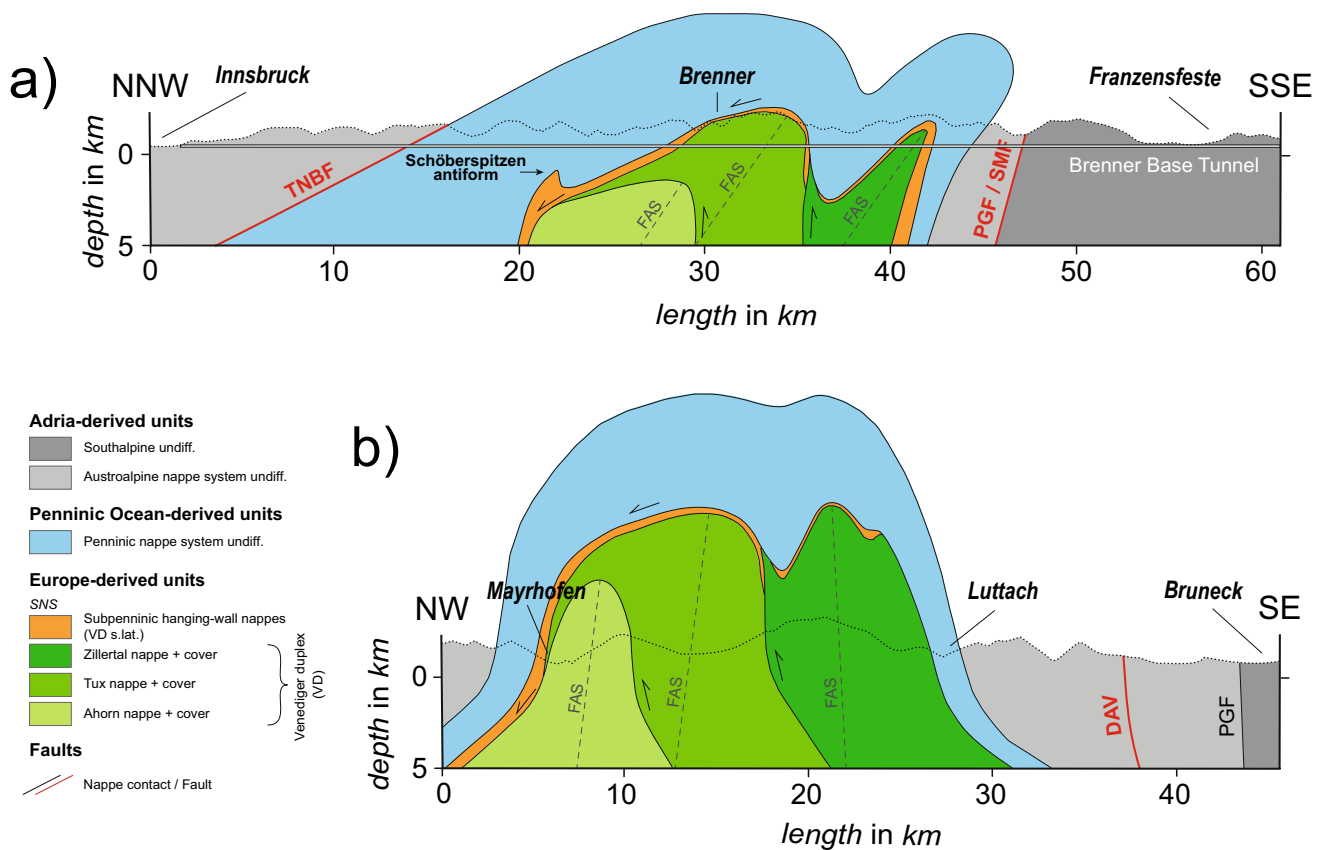 a)
NNW
Innsbruck
Brenner
Franzensfeste
SSE
depth in km
0
5
Schöberspitzen
antiform
TNBF
FAS
FAS
FAS
PGF / SMF
Brenner Base Tunnel
0
10
20
30
40
50
60
length in km
Adria-derived units
Southalpine undiff.
Austroalpine nappe system undiff.
Penninic Ocean-derived units
Penninic nappe system undiff.
Europe-derived units
SNS
Subpenninic hanging-wall nappes
(VD s.lat.)
Zillertal nappe + cover
Tux nappe + cover
Ahorn nappe + cover
Venediger duplex
(VD)
Faults
Nappe contact / Fault
b)
NW
Mayrhofen
Luttach
Bruneck
SE
depth in km
0
5
FAS
FAS
FAS
DAV
PGF
0
10
20
30
40
length in km